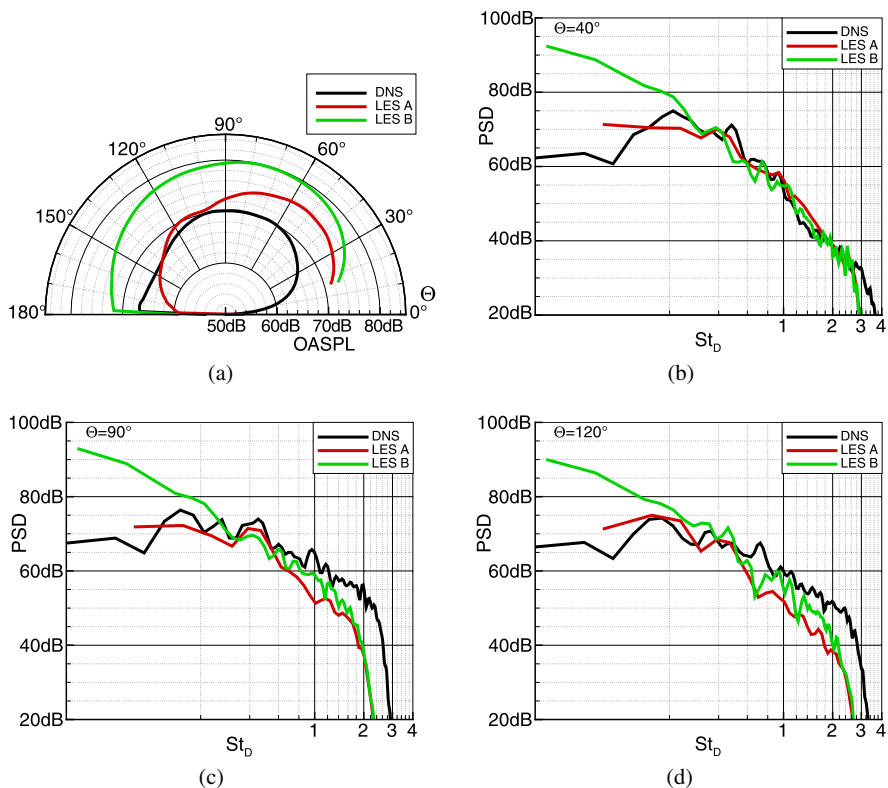 DNS
LES A
LES B
90°
120°
60°
150°
30°
180°
0°
Θ
50dB 60dB 70dB 80dB
OASPL
(a)
100dB
80dB
60dB
40dB
20dB
PSD
Θ=40°
DNS
LES A
LES B
1 2 3 4
St_D
(b)
100dB
80dB
60dB
40dB
20dB
PSD
Θ=90°
DNS
LES A
LES B
1 2 3 4
St_D
(c)
100dB
80dB
60dB
40dB
20dB
PSD
Θ=120°
DNS
LES A
LES B
1 2 3 4
St_D
(d)